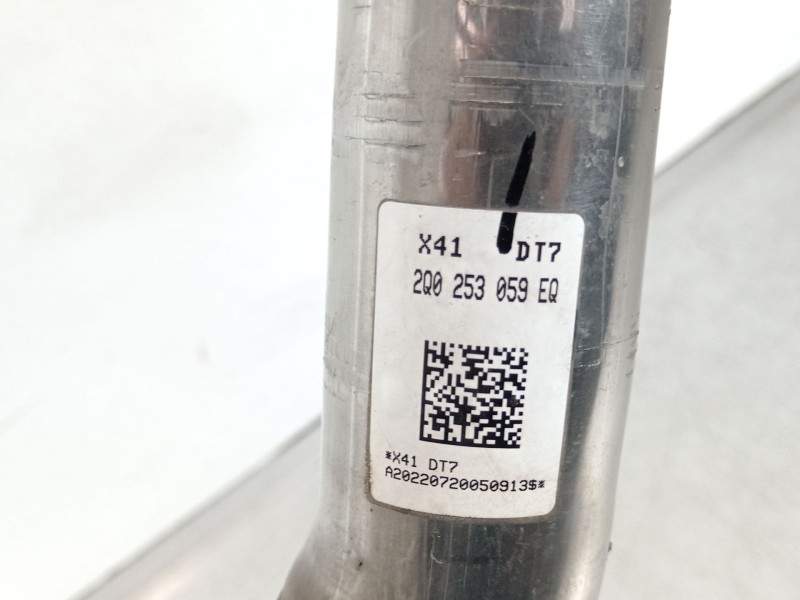 X41 DT7
2Q0 253 059 EQ
*X41 DT7
A20220720050913$*